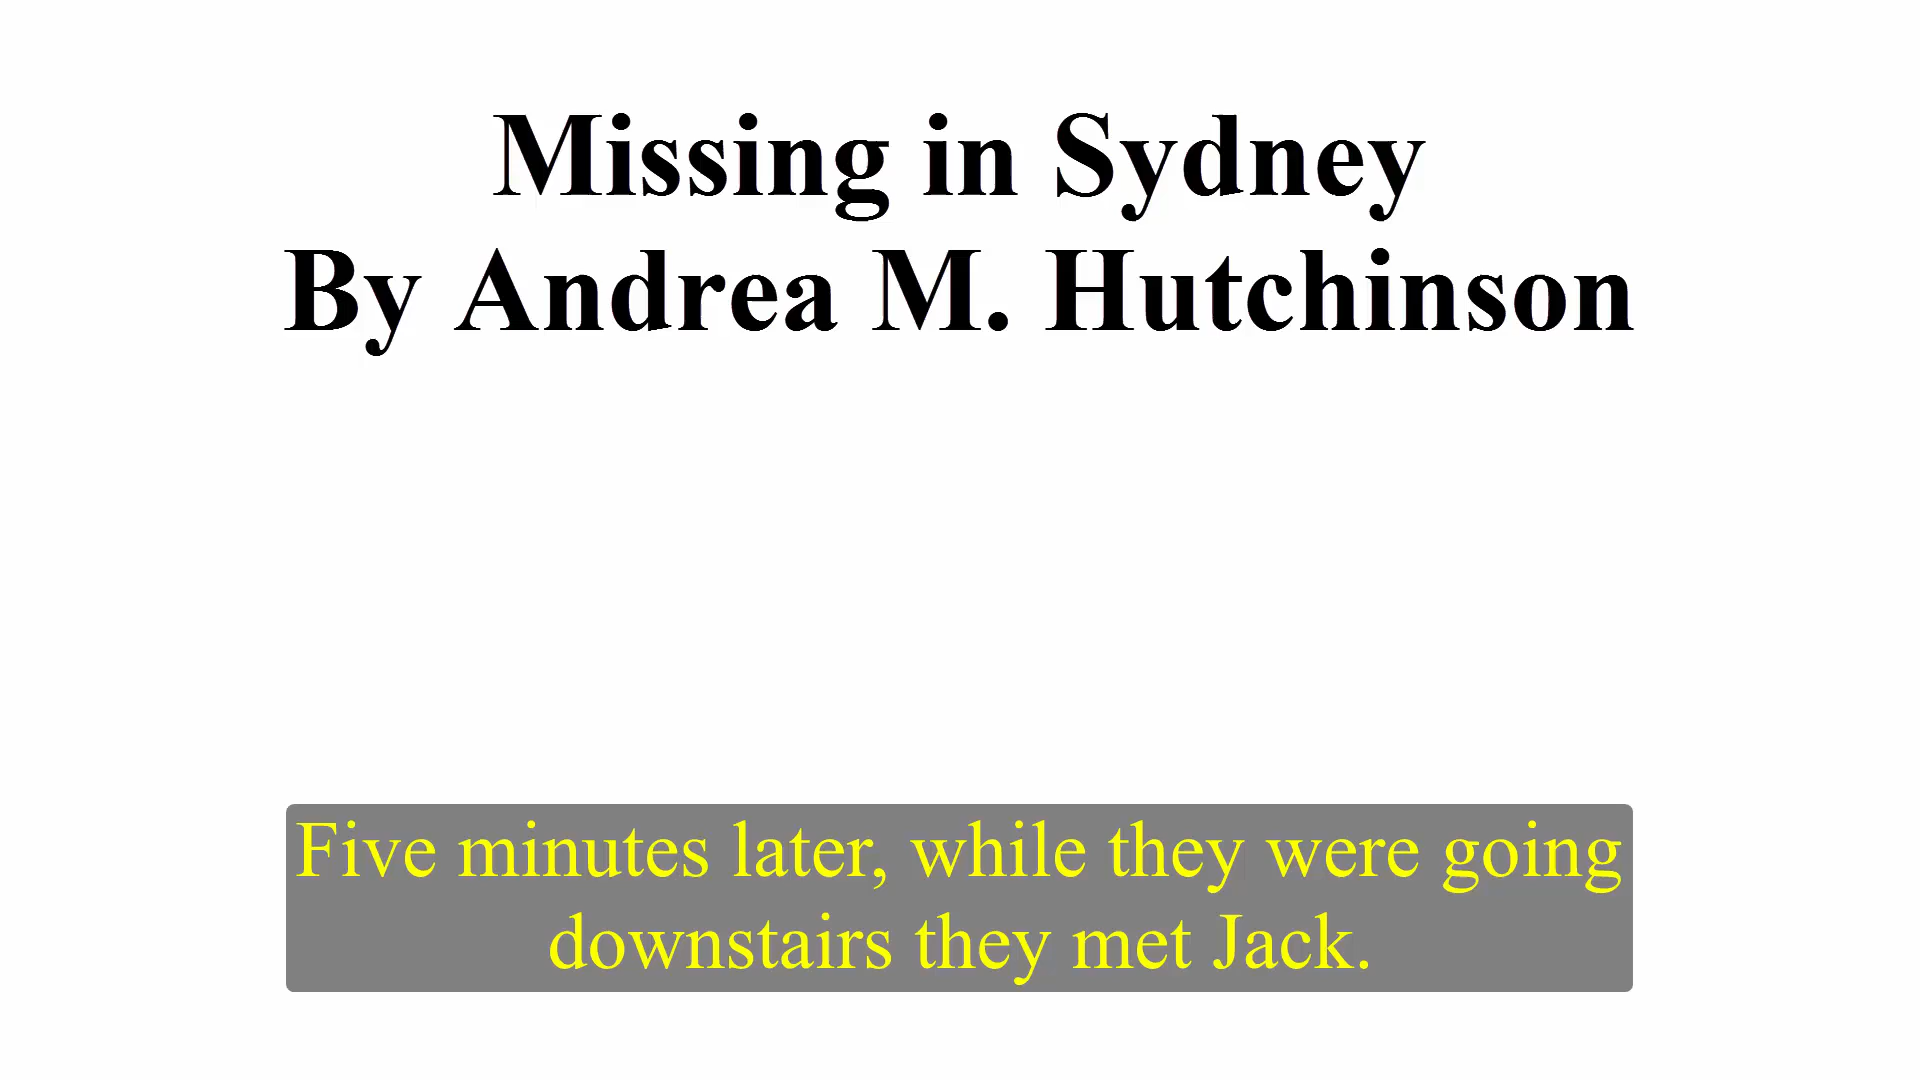 Missing in Sydney
By Andrea M. Hutchinson
Five minutes later, while they were going
downstairs they met Jack.